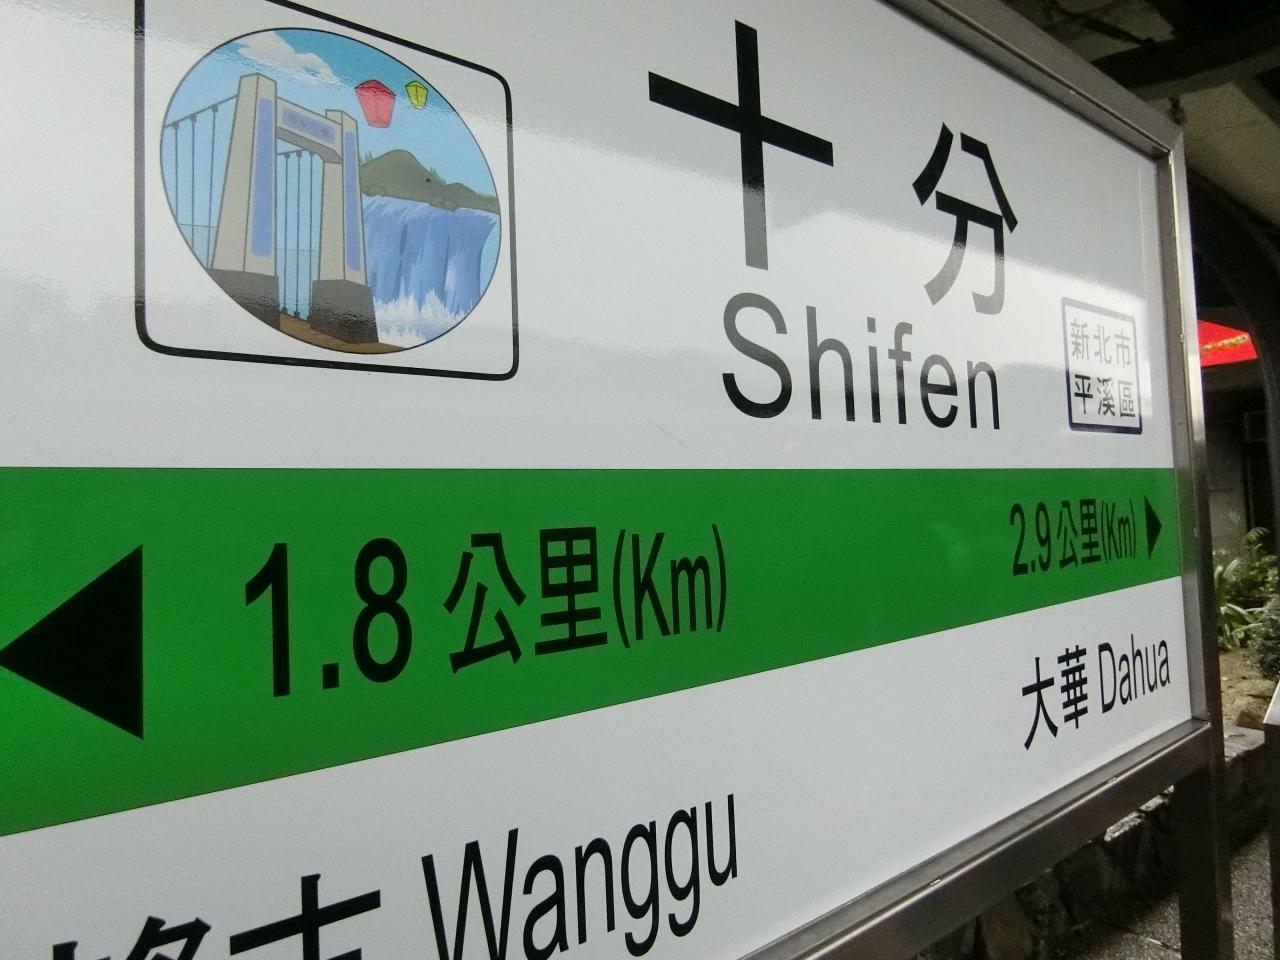 十分
Shifen
新北市
平溪區
1.8公里(Km)
2.9公里(Km)
大華 Dahua
古 Wanggu